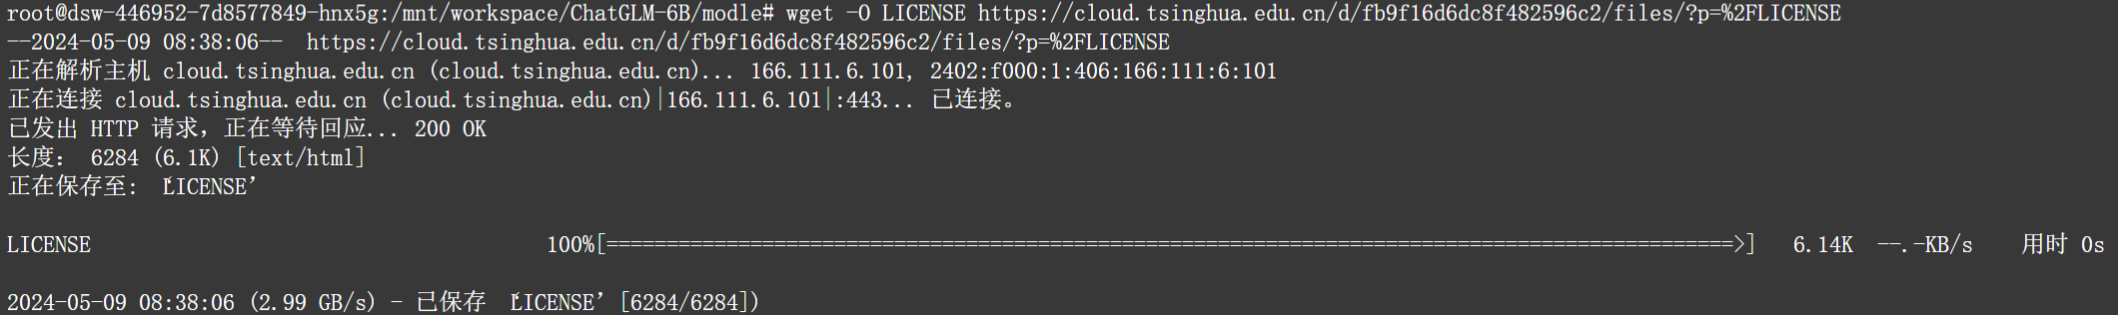 root@dsw-446952-7d8577849-hnx5g:/mnt/workspace/ChatGLM-6B/modle# wget -O LICENSE https://cloud.tsinghua.edu.cn/d/fb9f16d6dc8f482596c2/files/?p=%2FLICENSE
--2024-05-09 08:38:06--  https://cloud.tsinghua.edu.cn/d/fb9f16d6dc8f482596c2/files/?p=%2FLICENSE
正在解析主机 cloud.tsinghua.edu.cn (cloud.tsinghua.edu.cn)... 166.111.6.101, 2402:f000:1:406:166:111:6:101
正在连接 cloud.tsinghua.edu.cn (cloud.tsinghua.edu.cn)|166.111.6.101|:443... 已连接。
已发出 HTTP 请求，正在等待回应... 200 OK
长度： 6284 (6.1K) [text/html]
正在保存至: ‘LICENSE’
LICENSE 100%[==============================================================================================>] 6.14K --.-KB/s 用时 0s
2024-05-09 08:38:06 (2.99 GB/s) - 已保存 ‘LICENSE’ [6284/6284])